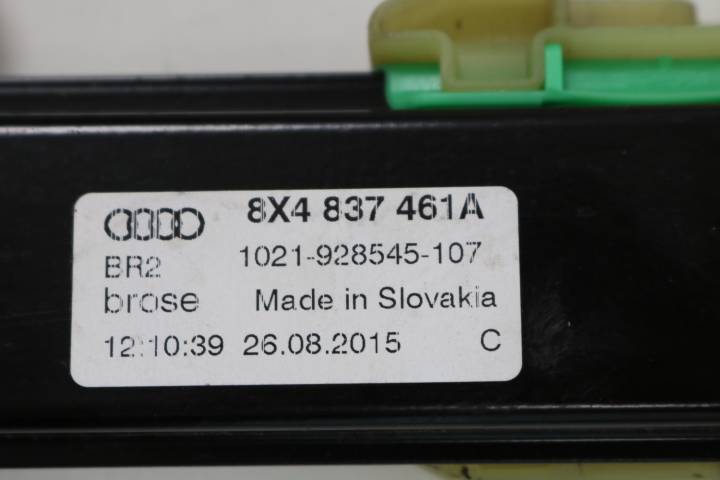 8X4 837 461A
BR2 1021-928545-107
brose Made in Slovakia
12:10:39 26.08.2015 C